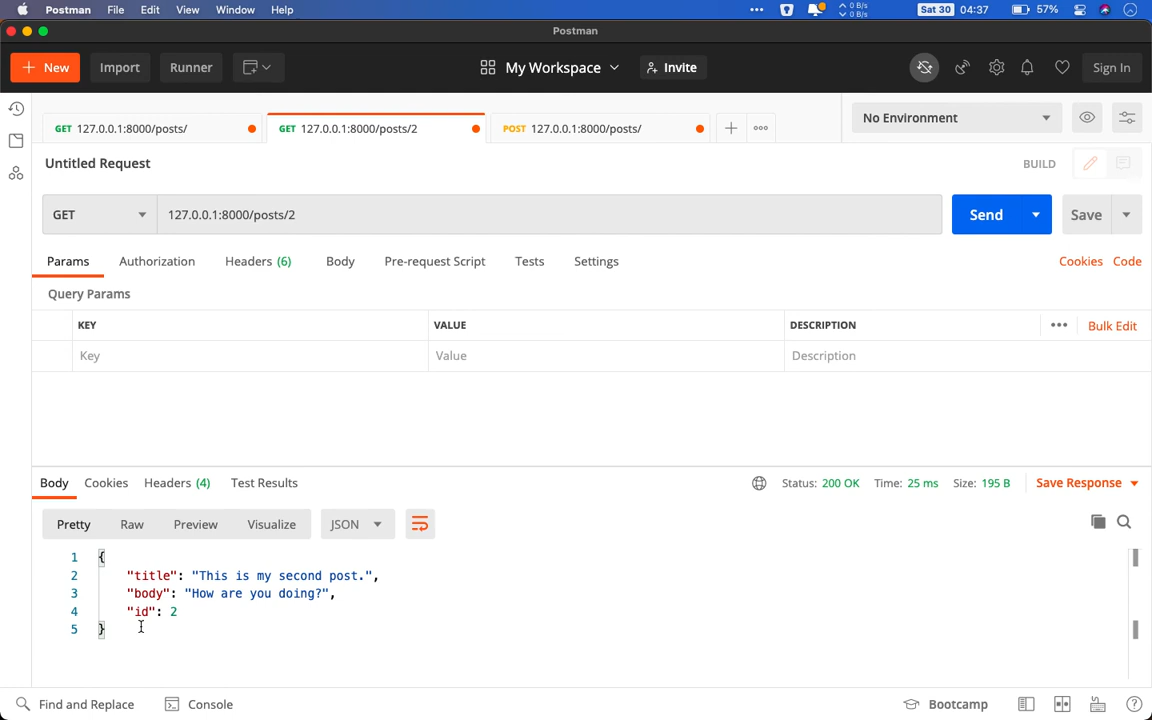 Postman File Edit View Window Help ••• 0 B/s 0 B/s Sat 30 04:37 57%
Postman
New Import Runner My Workspace Invite Sign In
GET 127.0.0.1:8000/posts/ GET 127.0.0.1:8000/posts/2 POST 127.0.0.1:8000/posts/ No Environment
Untitled Request BUILD
GET 127.0.0.1:8000/posts/2 Send Save
Params Authorization Headers (6) Body Pre-request Script Tests Settings Cookies Code
Query Params
KEY VALUE DESCRIPTION ••• Bulk Edit
Key Value Description
Body Cookies Headers (4) Test Results Status: 200 OK Time: 25 ms Size: 195 B Save Response
Pretty Raw Preview Visualize JSON
1 {
2 "title": "This is my second post.",
3 "body": "How are you doing?",
4 "id": 2
5 }
Find and Replace Console Bootcamp